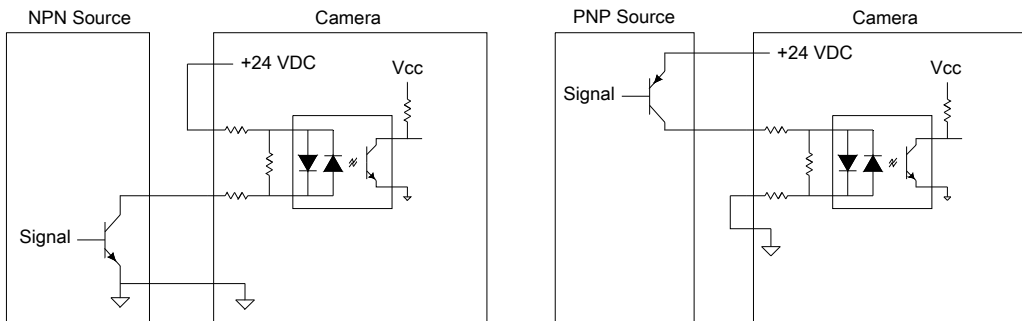 NPN Source
Camera
+24 VDC
Vcc
Signal
PNP Source
Camera
+24 VDC
Vcc
Signal